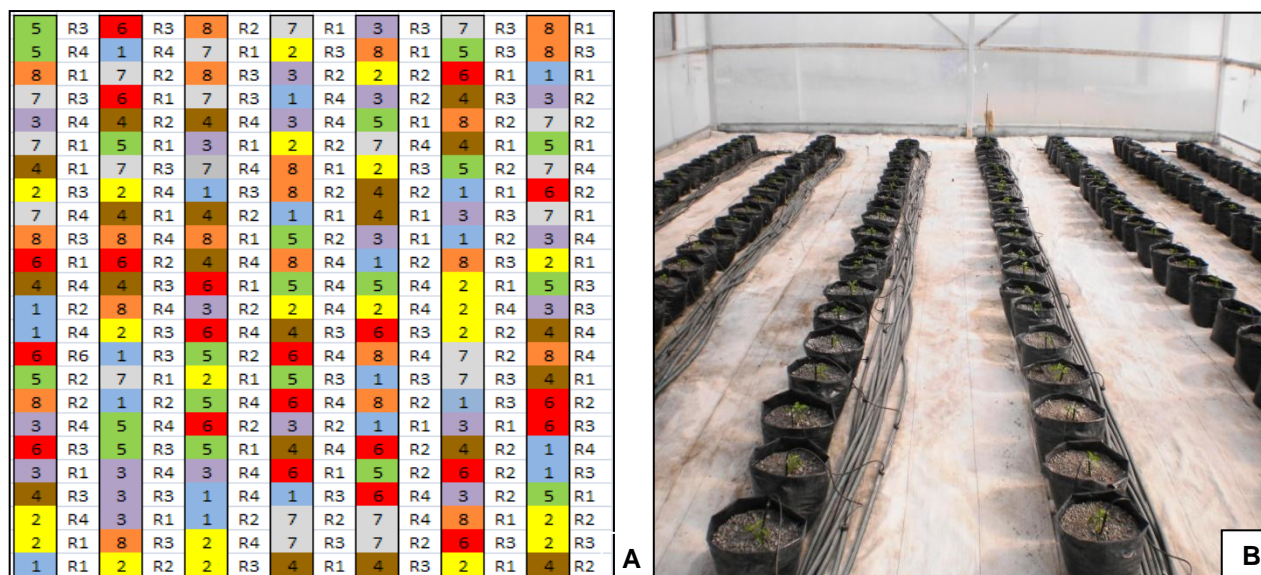 5 R3 6 R3 8 R2 7 R1 3 R3 7 R3 8 R1
5 R4 1 R4 7 R1 2 R3 8 R1 5 R3 8 R3
8 R1 7 R2 8 R3 3 R2 2 R2 6 R1 1 R1
7 R3 6 R1 7 R3 1 R4 3 R2 4 R3 3 R2
3 R4 4 R2 4 R4 3 R4 5 R1 8 R2 7 R2
7 R1 5 R1 3 R1 2 R2 7 R4 4 R1 5 R1
4 R1 7 R3 7 R4 8 R1 2 R3 5 R2 7 R4
2 R3 2 R4 1 R3 8 R2 4 R2 1 R1 6 R2
7 R4 4 R1 4 R2 1 R1 4 R1 3 R3 7 R1
8 R3 8 R4 8 R1 5 R2 3 R1 1 R2 3 R4
6 R1 6 R2 4 R4 8 R4 1 R2 8 R3 2 R1
4 R4 4 R3 6 R1 5 R4 5 R4 2 R1 5 R3
1 R2 8 R4 3 R2 2 R4 2 R4 2 R4 3 R3
1 R4 2 R3 6 R4 4 R3 6 R3 2 R2 4 R4
6 R6 1 R3 5 R2 6 R4 8 R4 7 R2 8 R4
5 R2 7 R1 2 R1 5 R3 1 R3 7 R3 4 R1
8 R2 1 R2 5 R4 6 R4 8 R2 1 R3 6 R2
3 R4 5 R4 6 R2 3 R2 1 R1 3 R1 6 R3
6 R3 5 R3 5 R1 4 R4 6 R2 4 R2 1 R4
3 R1 3 R4 3 R4 6 R1 5 R2 6 R2 1 R3
4 R3 3 R3 1 R4 1 R3 6 R4 3 R2 5 R1
2 R4 3 R1 1 R2 7 R2 7 R4 8 R1 2 R2
2 R1 8 R3 2 R4 7 R3 7 R2 6 R3 2 R3
1 R1 2 R2 2 R3 4 R1 4 R3 2 R1 4 R2
A
B